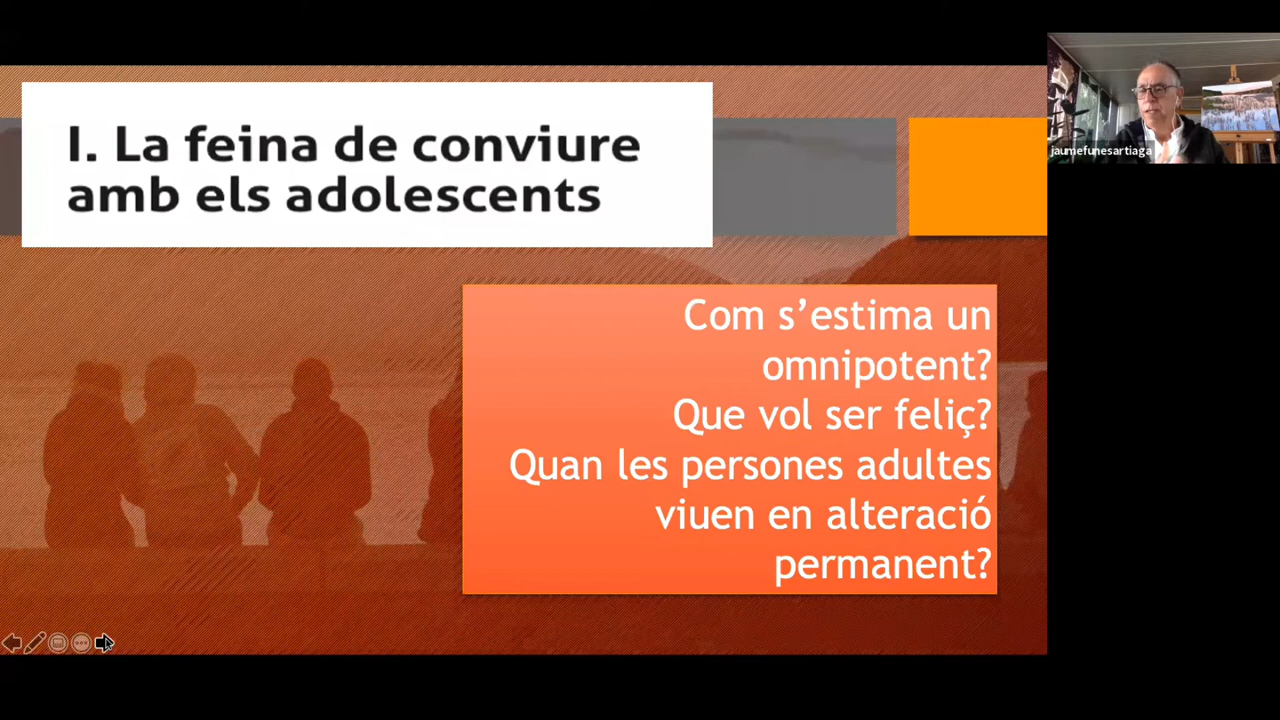 I. La feina de conviure
amb els adolescents
Com s’estima un
omnipotent?
Que vol ser feliç?
Quan les persones adultes
viuen en alteració
permanent?
jaumefunesartiaga